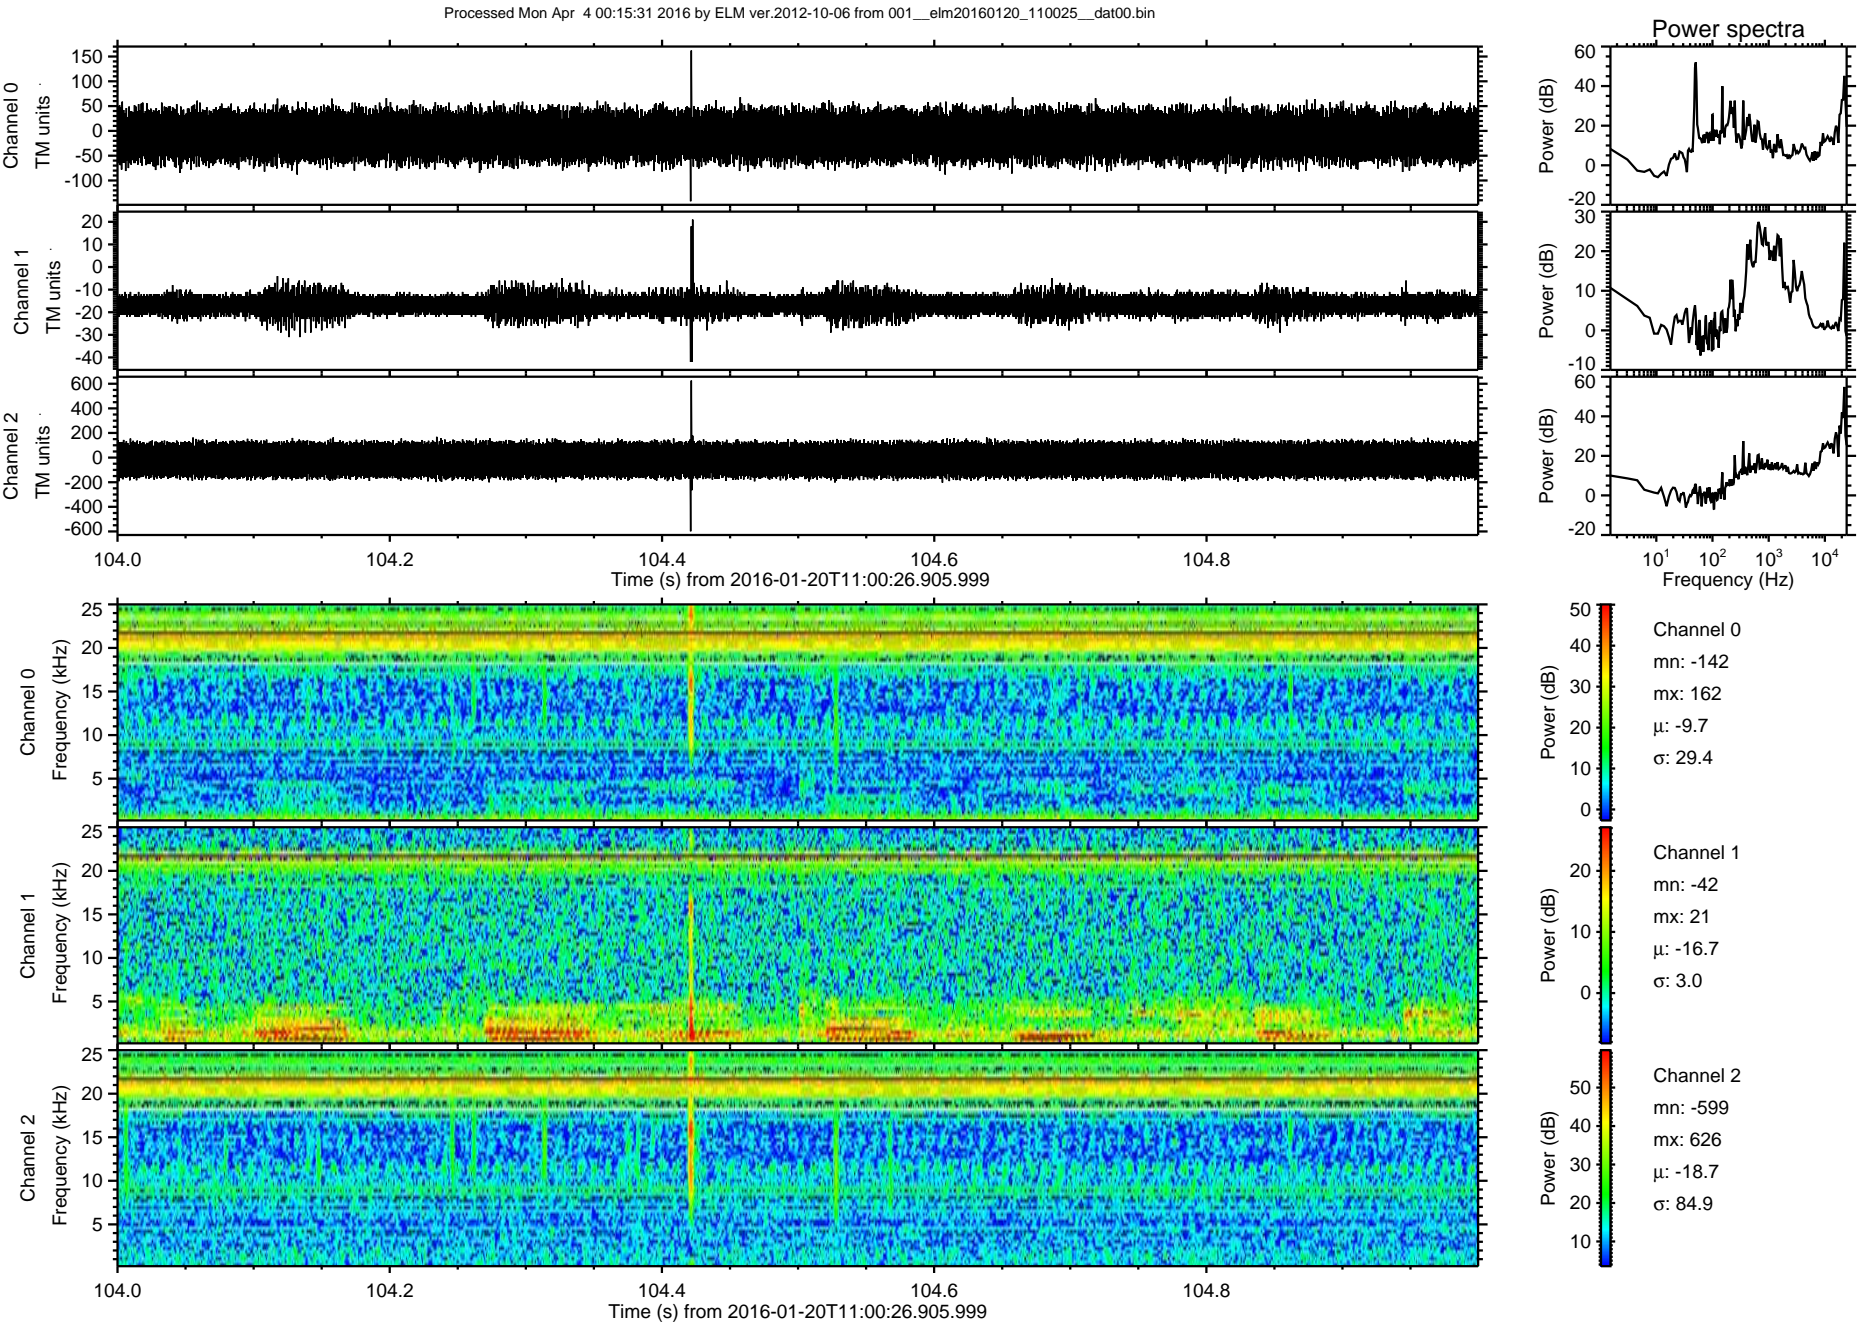 Processed Mon Apr  4 00:15:31 2016 by ELM ver.2012-10-06 from 001__elm20160120_110025__dat00.bin
Power spectra
Channel 0
TM units
150
100
50
0
-50
-100
Power (dB)
60
40
20
0
-20
Channel 1
TM units
20
10
0
-10
-20
-30
-40
Power (dB)
30
20
10
0
-10
Channel 2
TM units
600
400
200
0
-200
-400
-600
Power (dB)
60
40
20
0
-20
104.0 104.2 104.4 104.6 104.8
Time (s) from 2016-01-20T11:00:26.905.999
10^1 10^2 10^3 10^4
Frequency (Hz)
Channel 0
Frequency (kHz)
25
20
15
10
5
Power (dB)
50
40
30
20
10
0
Channel 0
mn: -142
mx: 162
μ: -9.7
σ: 29.4
Channel 1
Frequency (kHz)
25
20
15
10
5
Power (dB)
20
10
0
Channel 1
mn: -42
mx: 21
μ: -16.7
σ: 3.0
Channel 2
Frequency (kHz)
25
20
15
10
5
Power (dB)
50
40
30
20
10
Channel 2
mn: -599
mx: 626
μ: -18.7
σ: 84.9
104.0 104.2 104.4 104.6 104.8
Time (s) from 2016-01-20T11:00:26.905.999